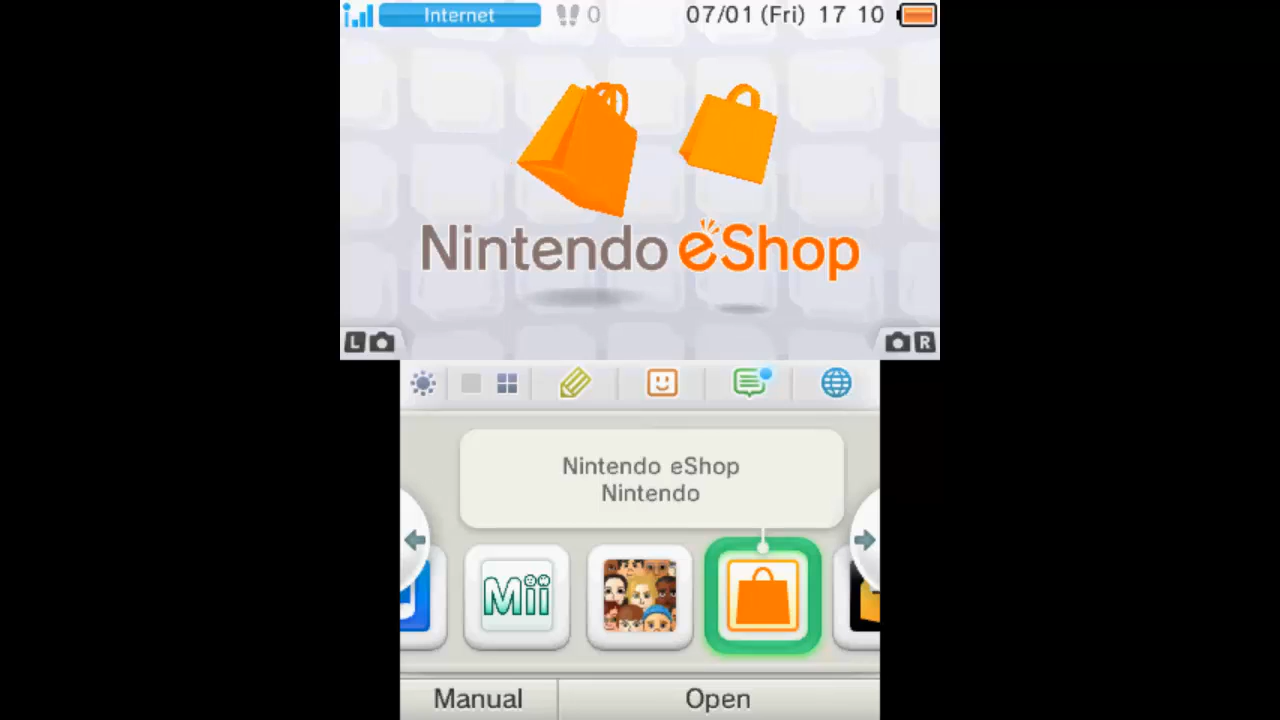 Internet 0 07/01 (Fri) 17 10
Nintendo eShop
L R
Nintendo eShop
Nintendo
Mii
Manual Open